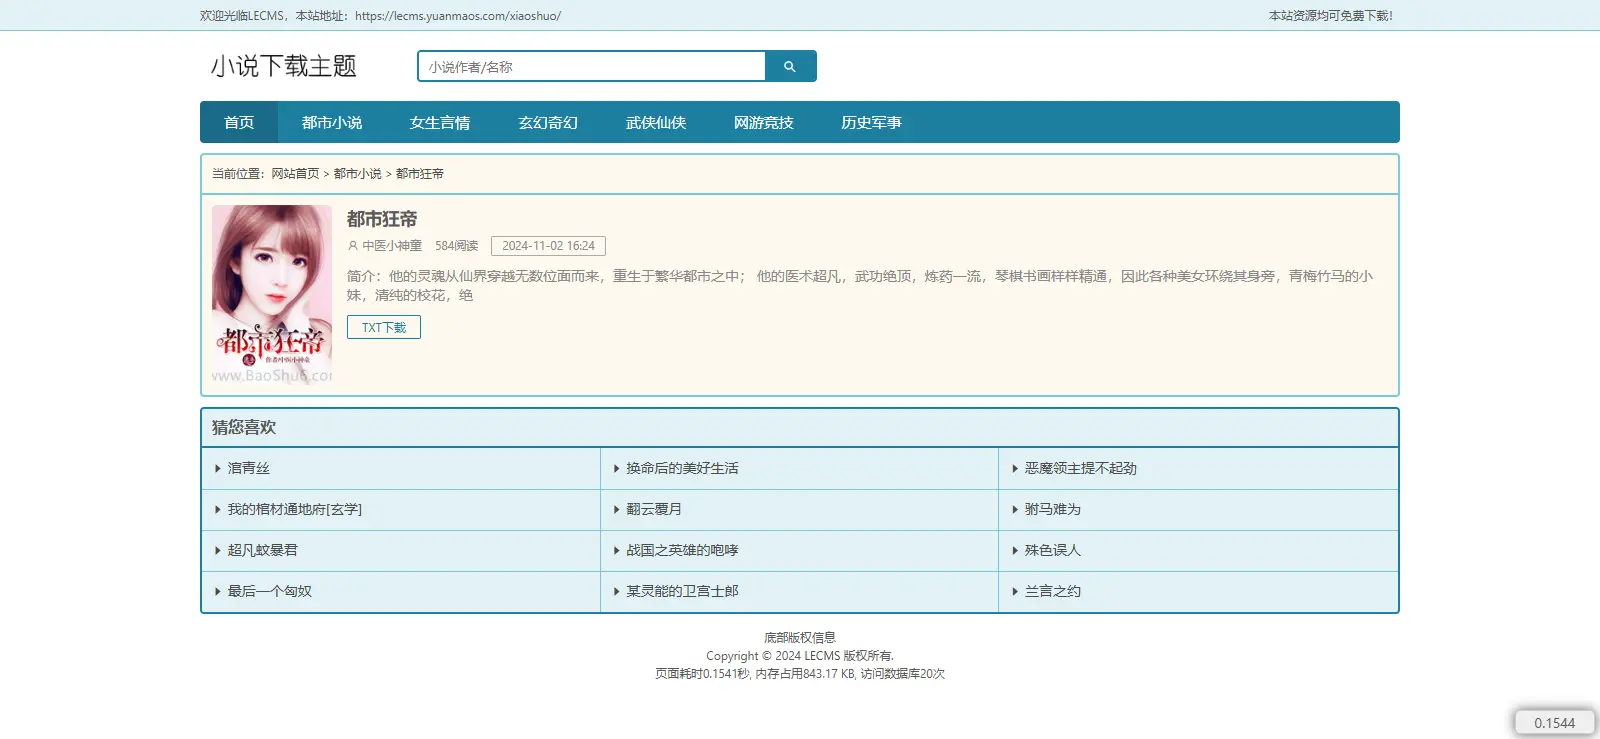 欢迎光临LECMS，本站地址：https://lecms.yuanmaos.com/xiaoshuo/
本站资源均可免费下载！
小说下载主题
小说作者/名称
首页 都市小说 女生言情 玄幻奇幻 武侠仙侠 网游竞技 历史军事
当前位置：网站首页 > 都市小说 > 都市狂帝
都市狂帝
中医小神童 584阅读 2024-11-02 16:24
简介：他的灵魂从仙界穿越无数位面而来，重生于繁华都市之中； 他的医术超凡，武功绝顶，炼药一流，琴棋书画样样精通，因此各种美女环绕其身旁，青梅竹马的小
妹，清纯的校花，绝
TXT下载
都市狂帝
作者中医小神童
www.BaoShu6.com
猜您喜欢
涫青丝 换命后的美好生活 恶魔领主提不起劲
我的棺材通地府[玄学] 翻云覆月 驸马难为
超凡蚊暴君 战国之英雄的咆哮 殊色误人
最后一个匈奴 某灵能的卫宫士郎 兰言之约
底部版权信息
Copyright © 2024 LECMS 版权所有.
页面耗时0.1541秒, 内存占用843.17 KB, 访问数据库20次
0.1544